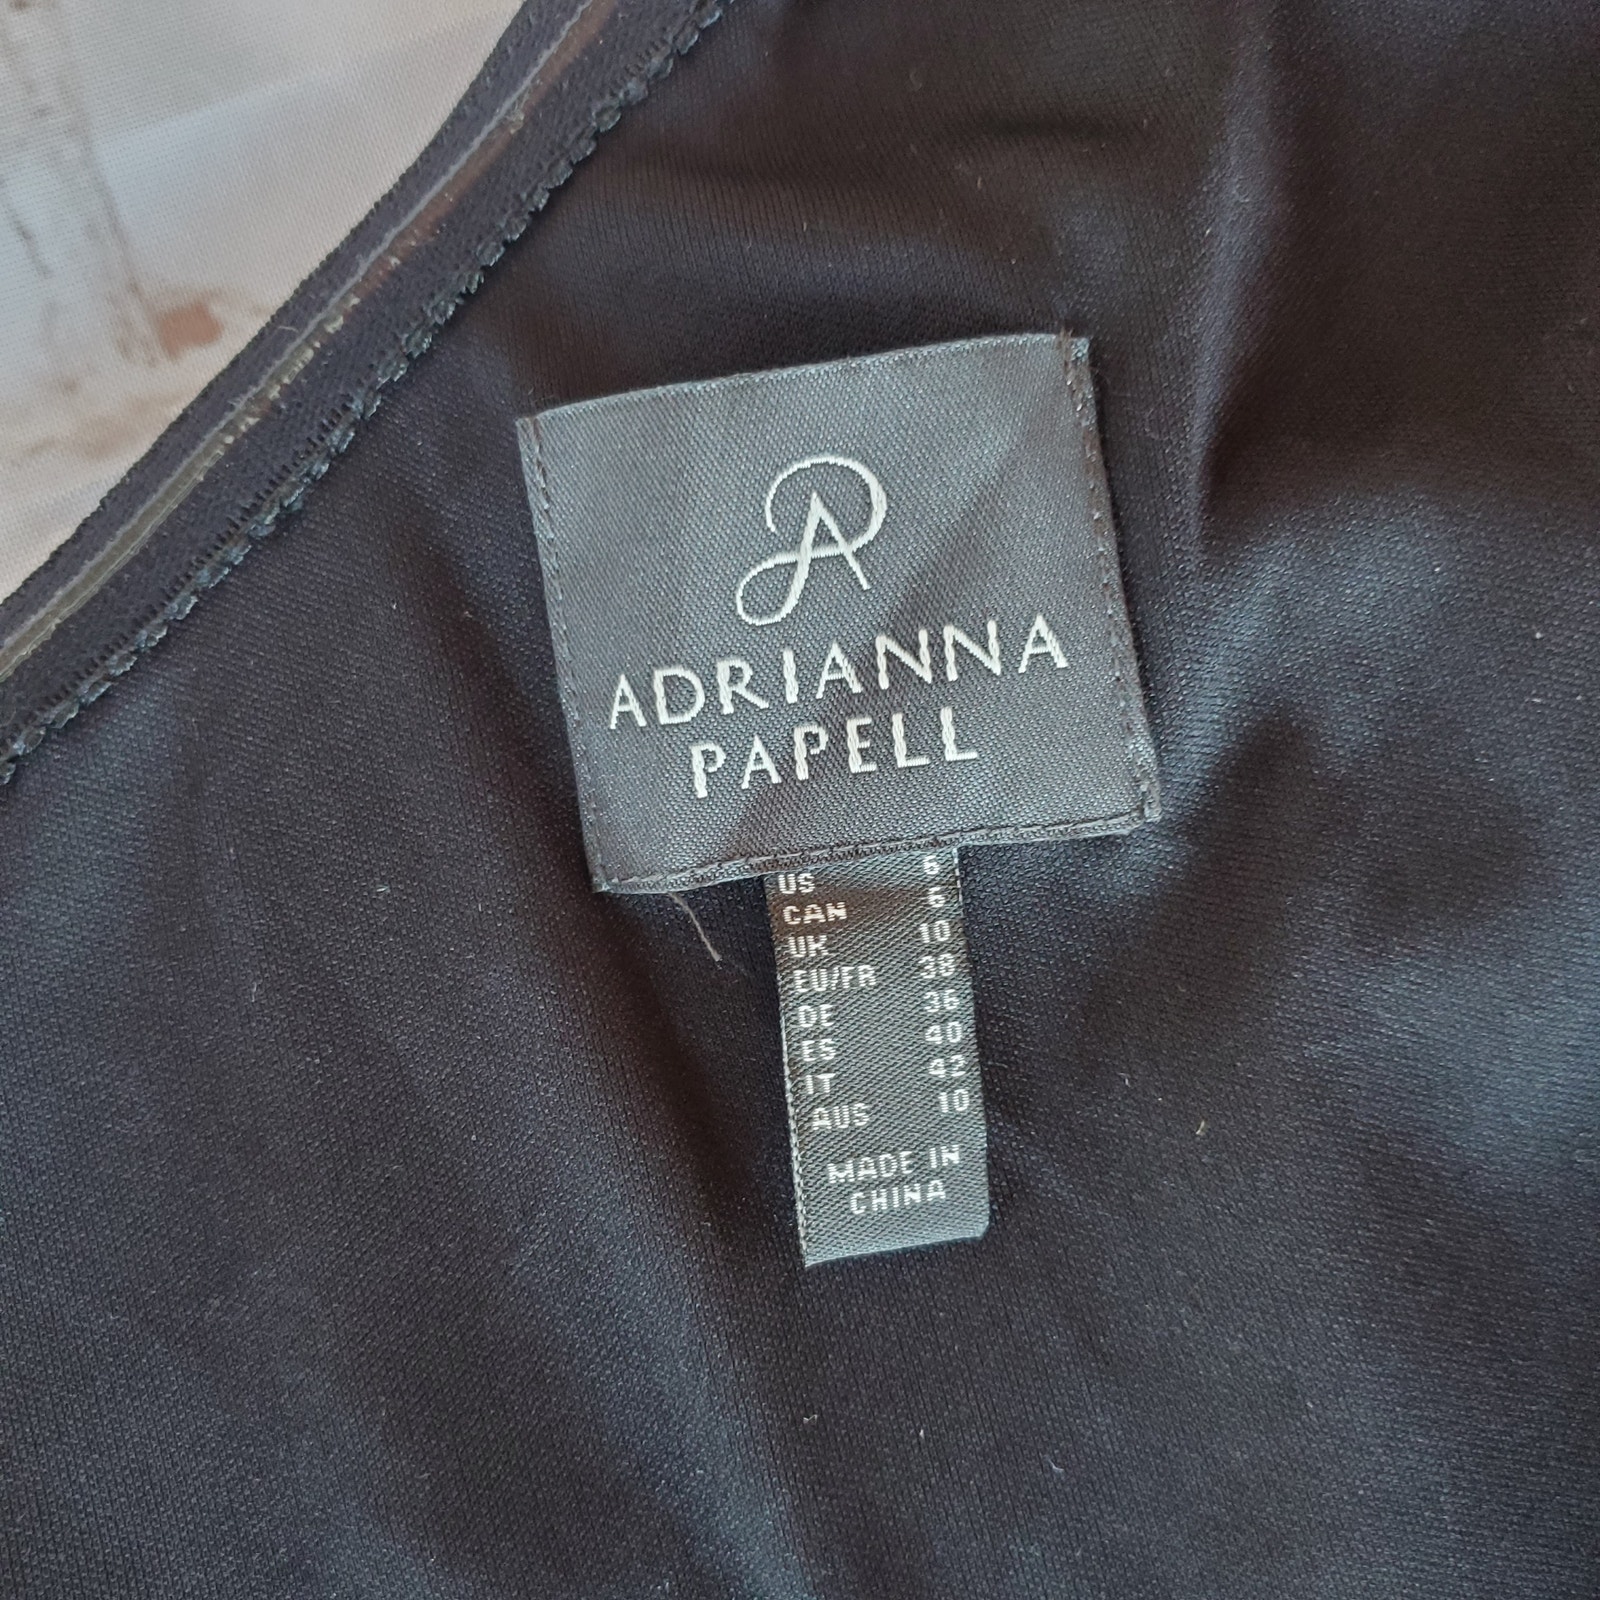 ADRIANNA
PAPELL
US 6
CAN 6
UK 10
EU/FR 38
DE 36
ES 40
IT 42
AUS 10
MADE IN
CHINA